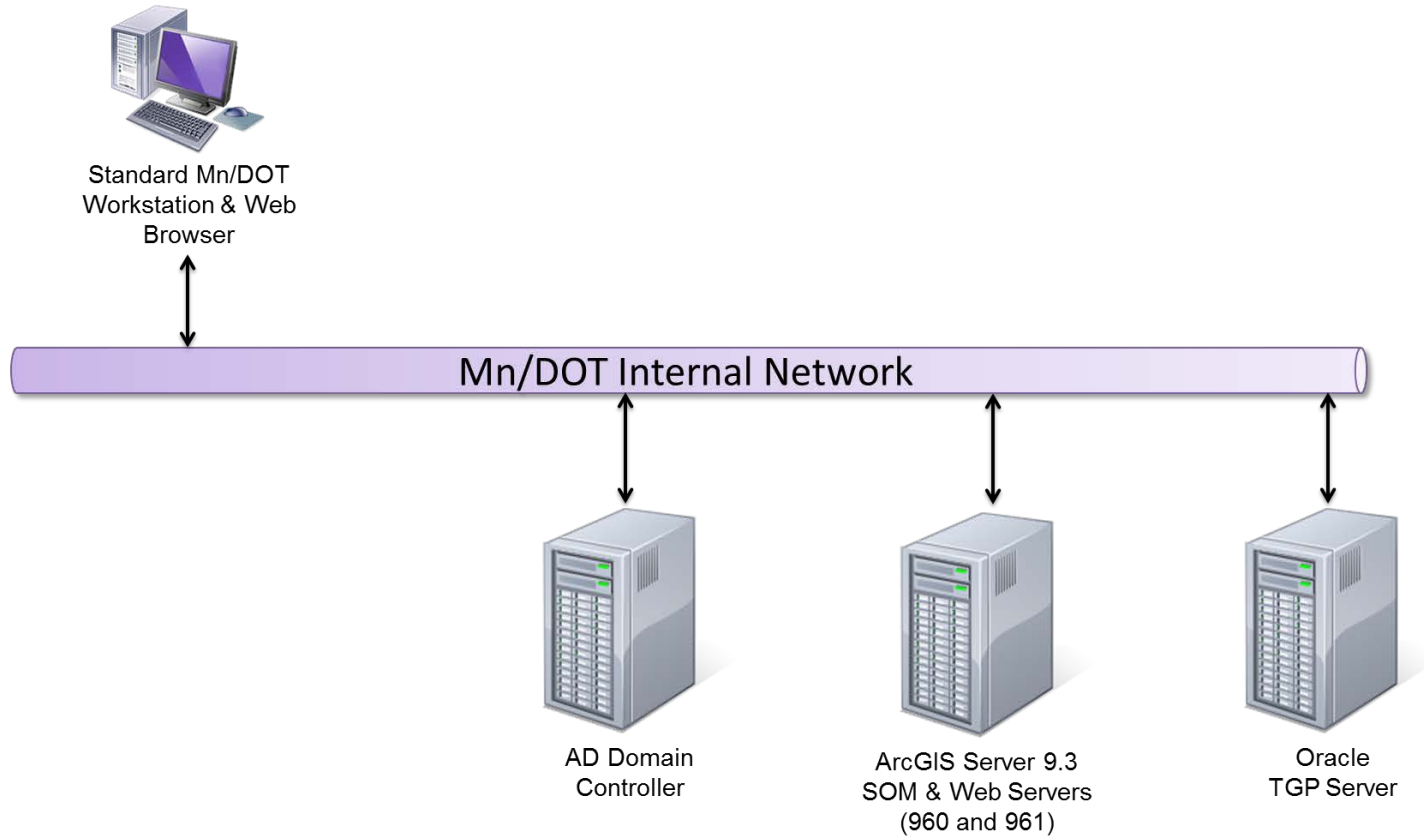 Standard Mn/DOT
Workstation & Web
Browser
Mn/DOT Internal Network
AD Domain
Controller
ArcGIS Server 9.3
SOM & Web Servers
(960 and 961)
Oracle
TGP Server